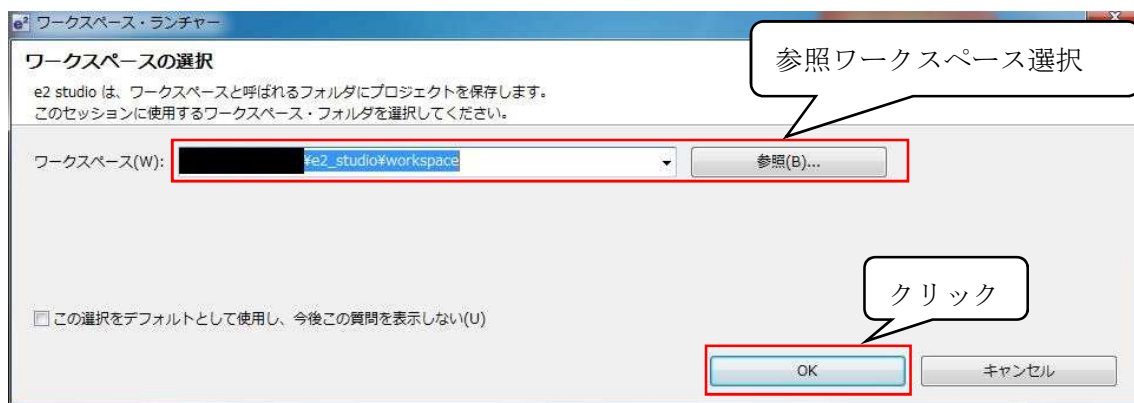 e² ワークスペース・ランチャー
ワークスペースの選択
参照ワークスペース選択
e2 studio は、ワークスペースと呼ばれるフォルダにプロジェクトを保存します。
このセッションに使用するワークスペース・フォルダを選択してください。
ワークスペース(W):
¥e2_studio¥workspace
参照(B)...
クリック
この選択をデフォルトとして使用し、今後この質問を表示しない(U)
OK
キャンセル